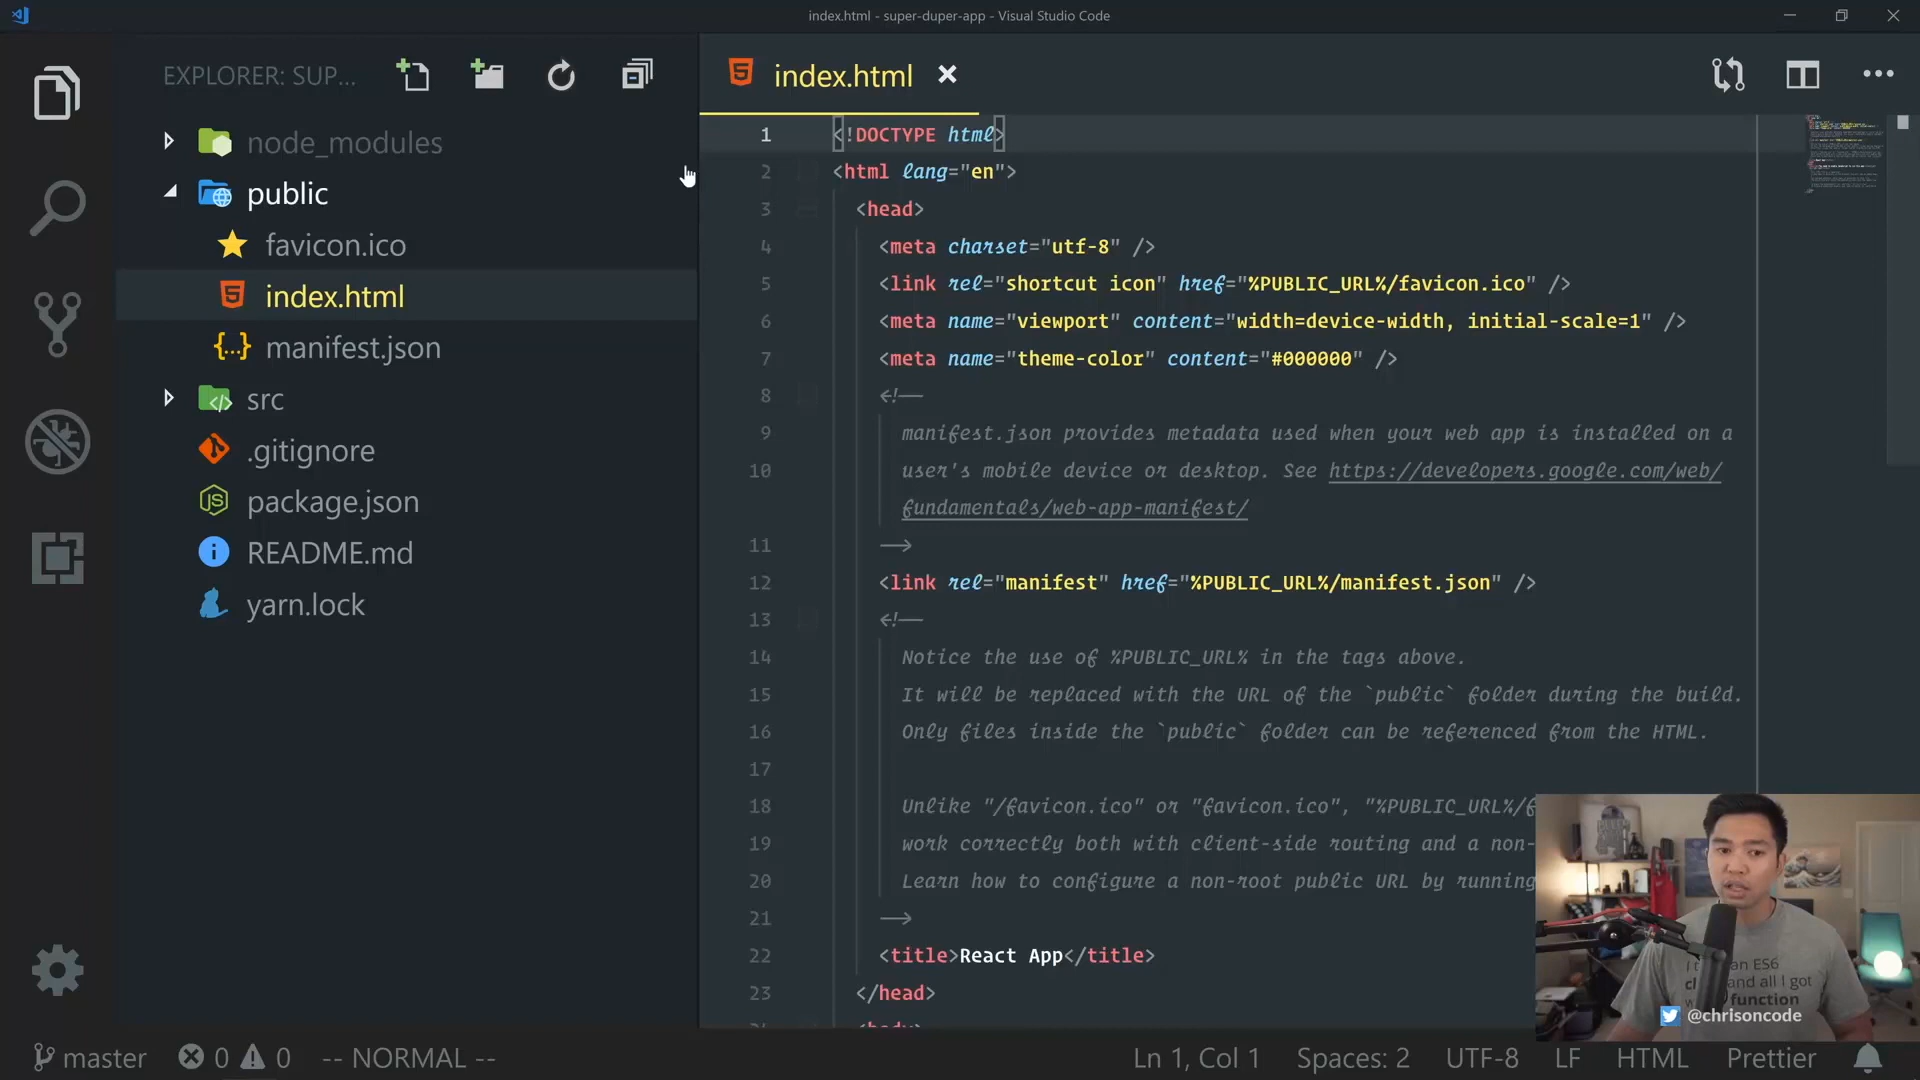 index.html - super-duper-app - Visual Studio Code
EXPLORER: SUP...
node_modules
public
favicon.ico
index.html
{...} manifest.json
src
.gitignore
package.json
README.md
yarn.lock
index.html
1 <!DOCTYPE html>
2 <html lang="en">
3 <head>
4 <meta charset="utf-8" />
5 <link rel="shortcut icon" href="%PUBLIC_URL%/favicon.ico" />
6 <meta name="viewport" content="width=device-width, initial-scale=1" />
7 <meta name="theme-color" content="#000000" />
8 <!--
9 manifest.json provides metadata used when your web app is installed on a
10 user's mobile device or desktop. See https://developers.google.com/web/
fundamentals/web-app-manifest/
11 -->
12 <link rel="manifest" href="%PUBLIC_URL%/manifest.json" />
13 <!--
14 Notice the use of %PUBLIC_URL% in the tags above.
15 It will be replaced with the URL of the `public` folder during the build.
16 Only files inside the `public` folder can be referenced from the HTML.
17
18 Unlike "/favicon.ico" or "favicon.ico", "%PUBLIC_URL%/f
19 work correctly both with client-side routing and a non-
20 Learn how to configure a non-root public URL by running
21 -->
22 <title>React App</title>
23 </head>
an ES6
and all I got
function
@chrisoncode
master 0 0 -- NORMAL -- Ln 1, Col 1 Spaces: 2 UTF-8 LF HTML Prettier